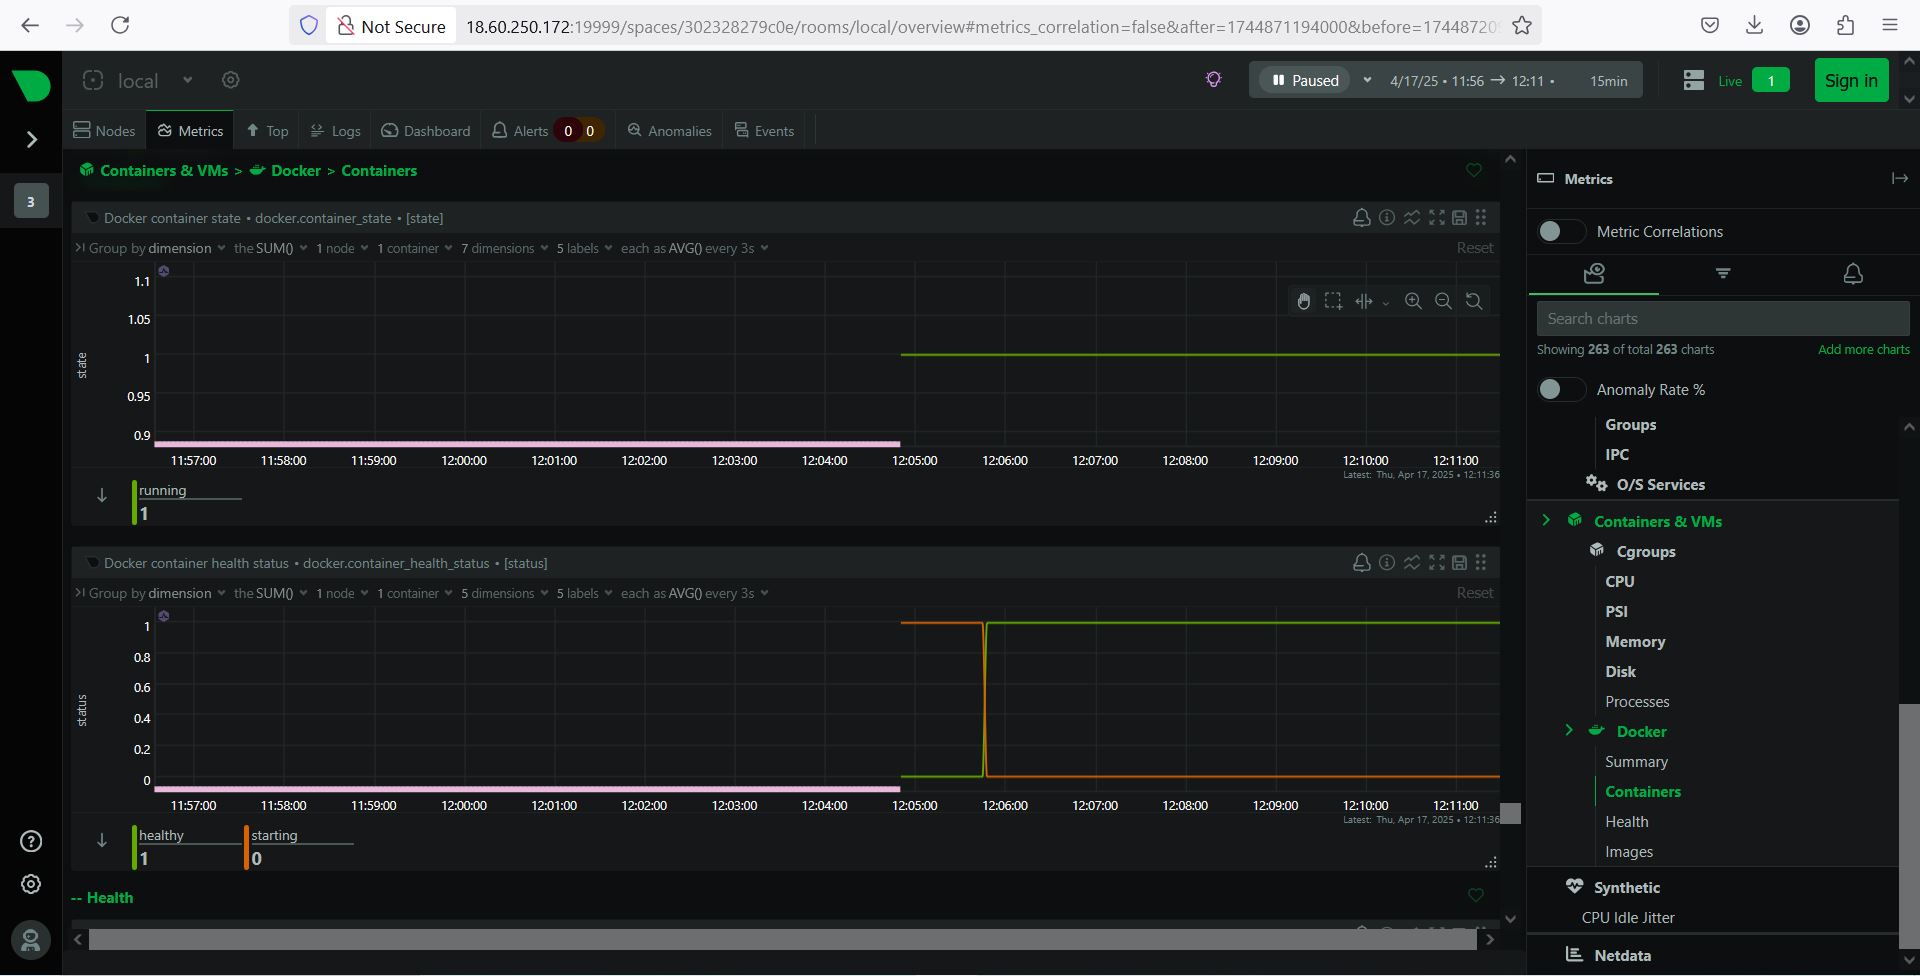 Not Secure 18.60.250.172:19999/spaces/302328279c0e/rooms/local/overview#metrics_correlation=false&after=1744871194000&before=174487209
local
Paused 4/17/25 • 11:56 → 12:11 • 15min
Live 1 Sign in
Nodes Metrics Top Logs Dashboard Alerts 0 0 Anomalies Events
3
Containers & VMs > Docker > Containers
Docker container state • docker.container_state • [state]
Group by dimension the SUM() 1 node 1 container 7 dimensions 5 labels each as AVG() every 3s Reset
state
1.1
1.05
1
0.95
0.9
11:57:00 11:58:00 11:59:00 12:00:00 12:01:00 12:02:00 12:03:00 12:04:00 12:05:00 12:06:00 12:07:00 12:08:00 12:09:00 12:10:00 12:11:00
Latest: Thu, Apr 17, 2025 • 12:11:36
running
1
Docker container health status • docker.container_health_status • [status]
Group by dimension the SUM() 1 node 1 container 5 dimensions 5 labels each as AVG() every 3s Reset
status
1
0.8
0.6
0.4
0.2
0
11:57:00 11:58:00 11:59:00 12:00:00 12:01:00 12:02:00 12:03:00 12:04:00 12:05:00 12:06:00 12:07:00 12:08:00 12:09:00 12:10:00 12:11:00
Latest: Thu, Apr 17, 2025 • 12:11:36
healthy starting
1 0
-- Health
Metrics
Metric Correlations
Search charts
Showing 263 of total 263 charts Add more charts
Anomaly Rate %
Groups
IPC
O/S Services
Containers & VMs
Cgroups
CPU
PSI
Memory
Disk
Processes
Docker
Summary
Containers
Health
Images
Synthetic
CPU Idle Jitter
Netdata